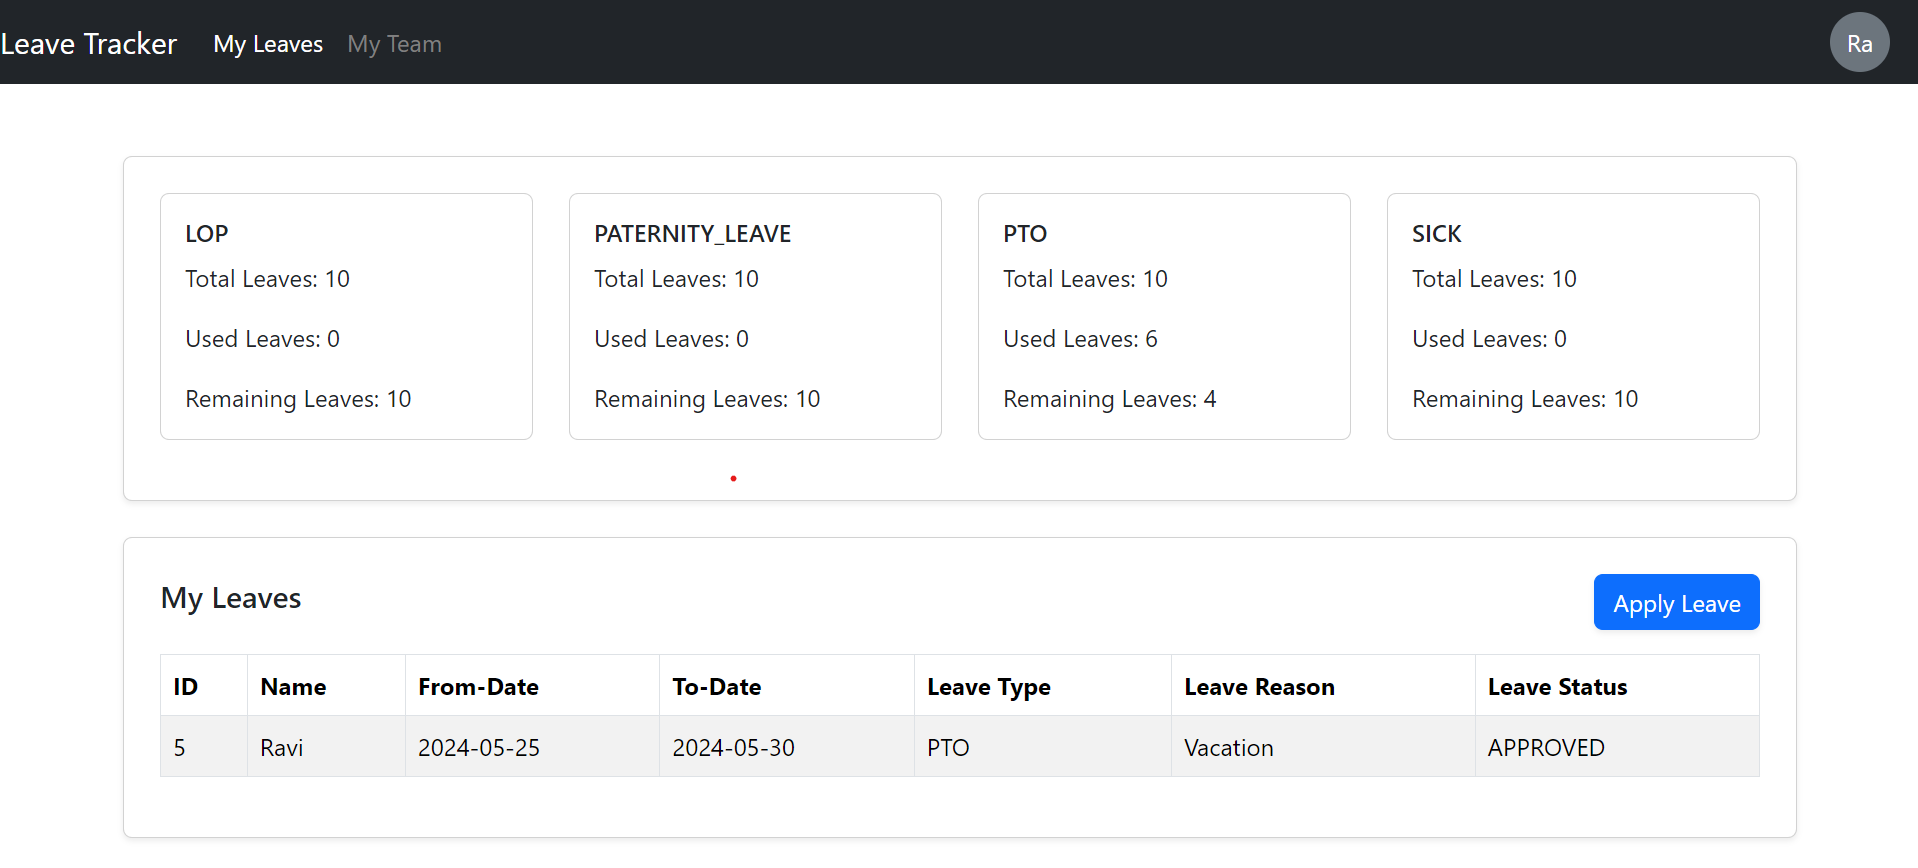 Leave Tracker My Leaves My Team Ra
LOP
Total Leaves: 10
Used Leaves: 0
Remaining Leaves: 10
PATERNITY_LEAVE
Total Leaves: 10
Used Leaves: 0
Remaining Leaves: 10
PTO
Total Leaves: 10
Used Leaves: 6
Remaining Leaves: 4
SICK
Total Leaves: 10
Used Leaves: 0
Remaining Leaves: 10
My Leaves
Apply Leave
ID Name From-Date To-Date Leave Type Leave Reason Leave Status
5 Ravi 2024-05-25 2024-05-30 PTO Vacation APPROVED